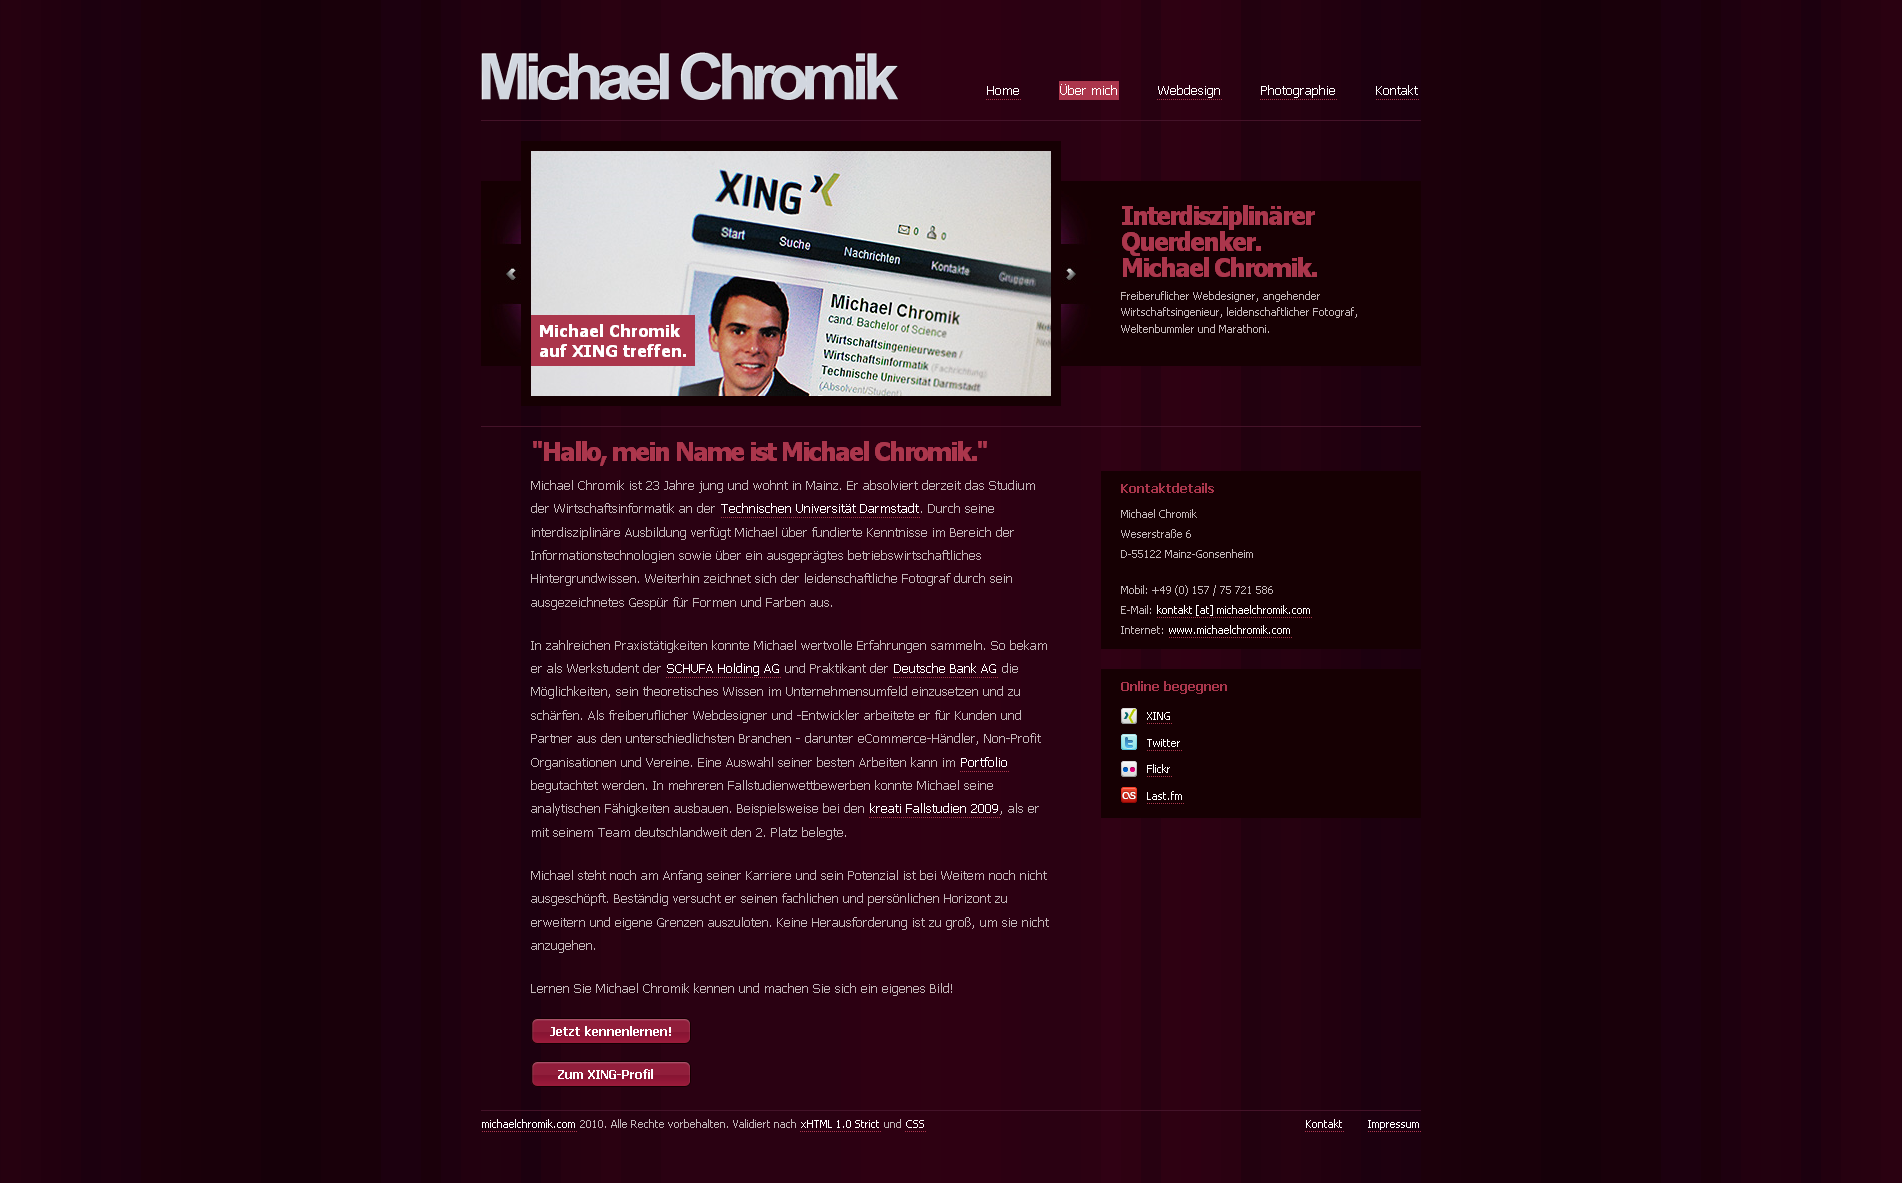 Michael Chromik
Home
Über mich
Webdesign
Photographie
Kontakt
XING
0
0
Start
Suche
Nachrichten
Kontakte
Gruppen
Michael Chromik
cand. Bachelor of Science
Wirtschaftsingenieurwesen /
Wirtschaftsinformatik (Fachrichtung)
Technische Universität Darmstadt
(Absolvent/Student)
Michael Chromik
auf XING treffen.
Interdisziplinärer
Querdenker.
Michael Chromik.
Freiberuflicher Webdesigner, angehender
Wirtschaftsingenieur, leidenschaftlicher Fotograf,
Weltenbummler und Marathoni.
"Hallo, mein Name ist Michael Chromik."
Michael Chromik ist 23 Jahre jung und wohnt in Mainz. Er absolviert derzeit das Studium
der Wirtschaftsinformatik an der Technischen Universität Darmstadt. Durch seine
interdisziplinäre Ausbildung verfügt Michael über fundierte Kenntnisse im Bereich der
Informationstechnologien sowie über ein ausgeprägtes betriebswirtschaftliches
Hintergrundwissen. Weiterhin zeichnet sich der leidenschaftliche Fotograf durch sein
ausgezeichnetes Gespür für Formen und Farben aus.
In zahlreichen Praxistätigkeiten konnte Michael wertvolle Erfahrungen sammeln. So bekam
er als Werkstudent der SCHUFA Holding AG und Praktikant der Deutsche Bank AG die
Möglichkeiten, sein theoretisches Wissen im Unternehmensumfeld einzusetzen und zu
schärfen. Als freiberuflicher Webdesigner und -Entwickler arbeitete er für Kunden und
Partner aus den unterschiedlichsten Branchen - darunter eCommerce-Händler, Non-Profit
Organisationen und Vereine. Eine Auswahl seiner besten Arbeiten kann im Portfolio
begutachtet werden. In mehreren Fallstudienwettbewerben konnte Michael seine
analytischen Fähigkeiten ausbauen. Beispielsweise bei den kreati Fallstudien 2009, als er
mit seinem Team deutschlandweit den 2. Platz belegte.
Michael steht noch am Anfang seiner Karriere und sein Potenzial ist bei Weitem noch nicht
ausgeschöpft. Beständig versucht er seinen fachlichen und persönlichen Horizont zu
erweitern und eigene Grenzen auszuloten. Keine Herausforderung ist zu groß, um sie nicht
anzugehen.
Lernen Sie Michael Chromik kennen und machen Sie sich ein eigenes Bild!
Jetzt kennenlernen!
Zum XING-Profil
Kontaktdetails
Michael Chromik
Weserstraße 6
D-55122 Mainz-Gonsenheim
Mobil: +49 (0) 157 / 75 721 586
E-Mail: kontakt [at] michaelchromik.com
Internet: www.michaelchromik.com
Online begegnen
XING
Twitter
Flickr
Last.fm
michaelchromik.com 2010. Alle Rechte vorbehalten. Validiert nach xHTML 1.0 Strict und CSS
Kontakt
Impressum